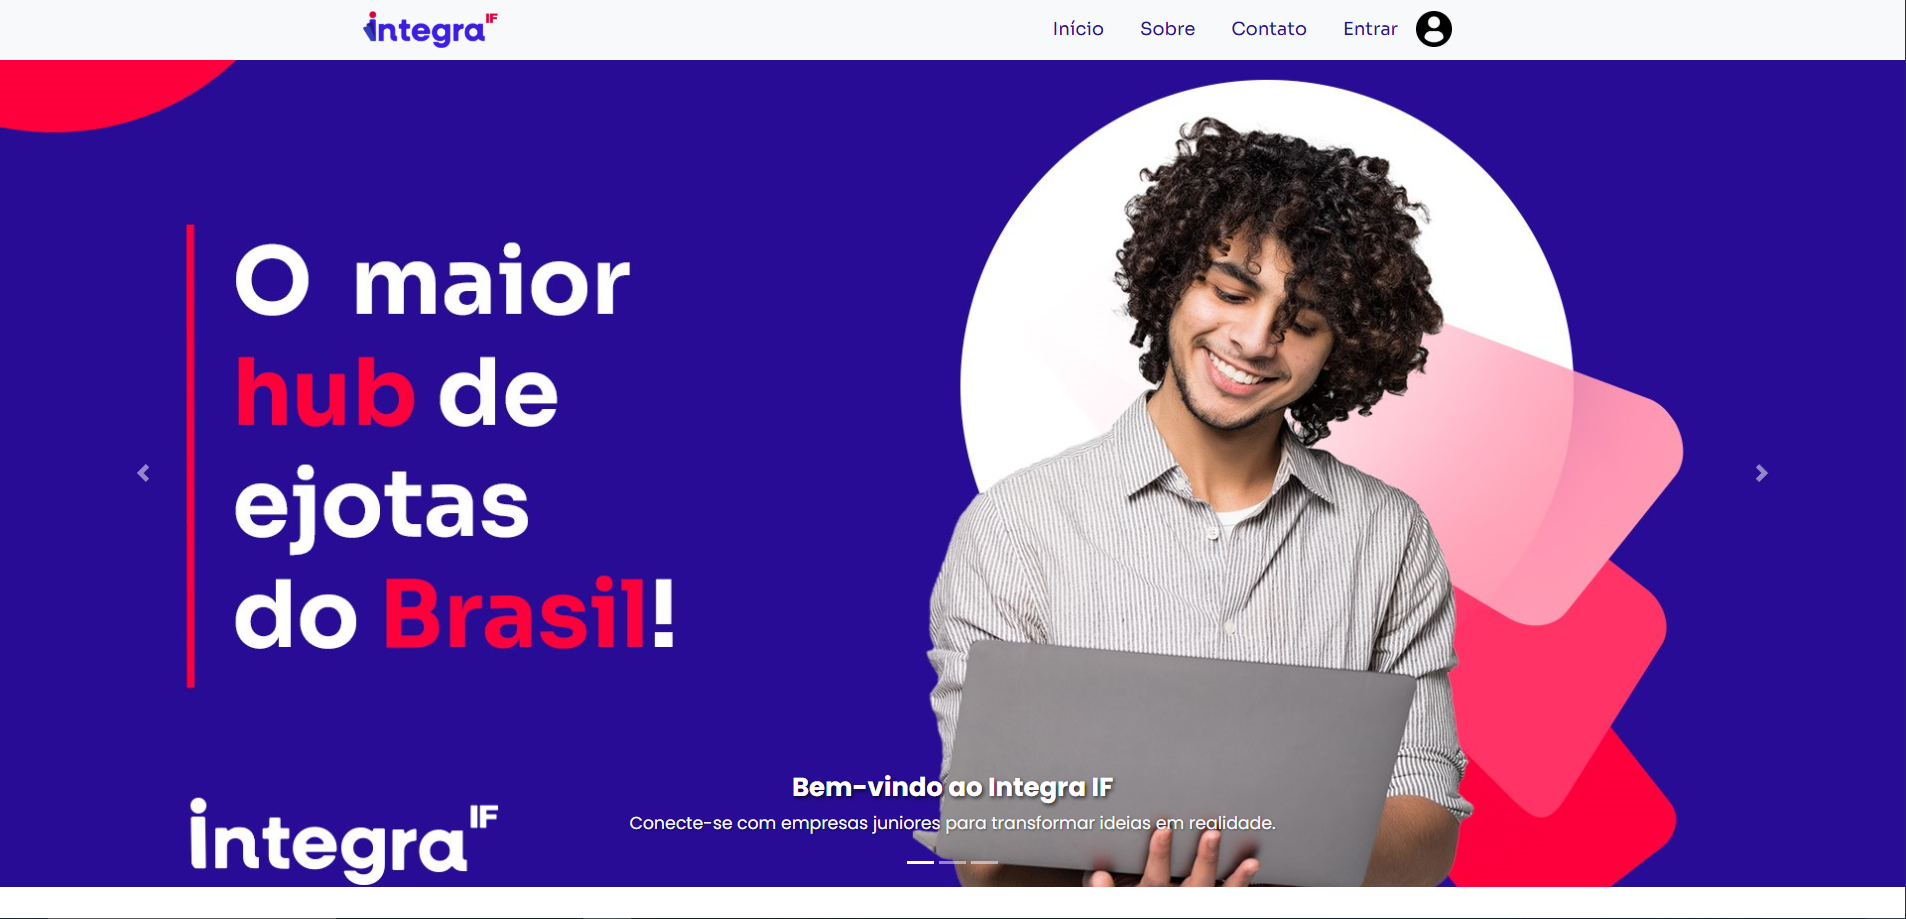 integra IF
Início Sobre Contato Entrar
O maior
hub de
ejotas
do Brasil!
Bem-vindo ao Integra IF
Conecte-se com empresas juniores para transformar ideias em realidade.
integra IF